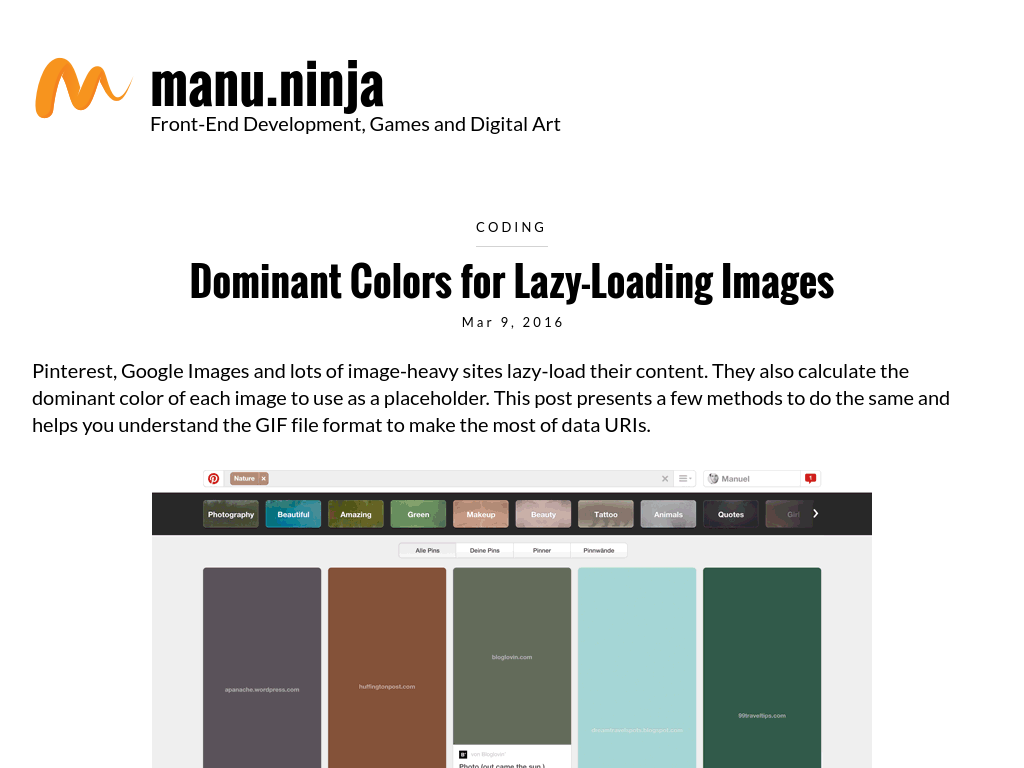 manu.ninja
Front-End Development, Games and Digital Art
CODING
Dominant Colors for Lazy-Loading Images
Mar 9, 2016
Pinterest, Google Images and lots of image-heavy sites lazy-load their content. They also calculate the
dominant color of each image to use as a placeholder. This post presents a few methods to do the same and
helps you understand the GIF file format to make the most of data URIs.
Nature
Manuel
Photography Beautiful Amazing Green Makeup Beauty Tattoo Animals Quotes Girl
Alle Pins Deine Pins Pinner Pinnwände
bloglovin.com
huffingtonpost.com
apanache.wordpress.com
99traveltips.com
von Bloglovin'
Photo (out came the sun.)